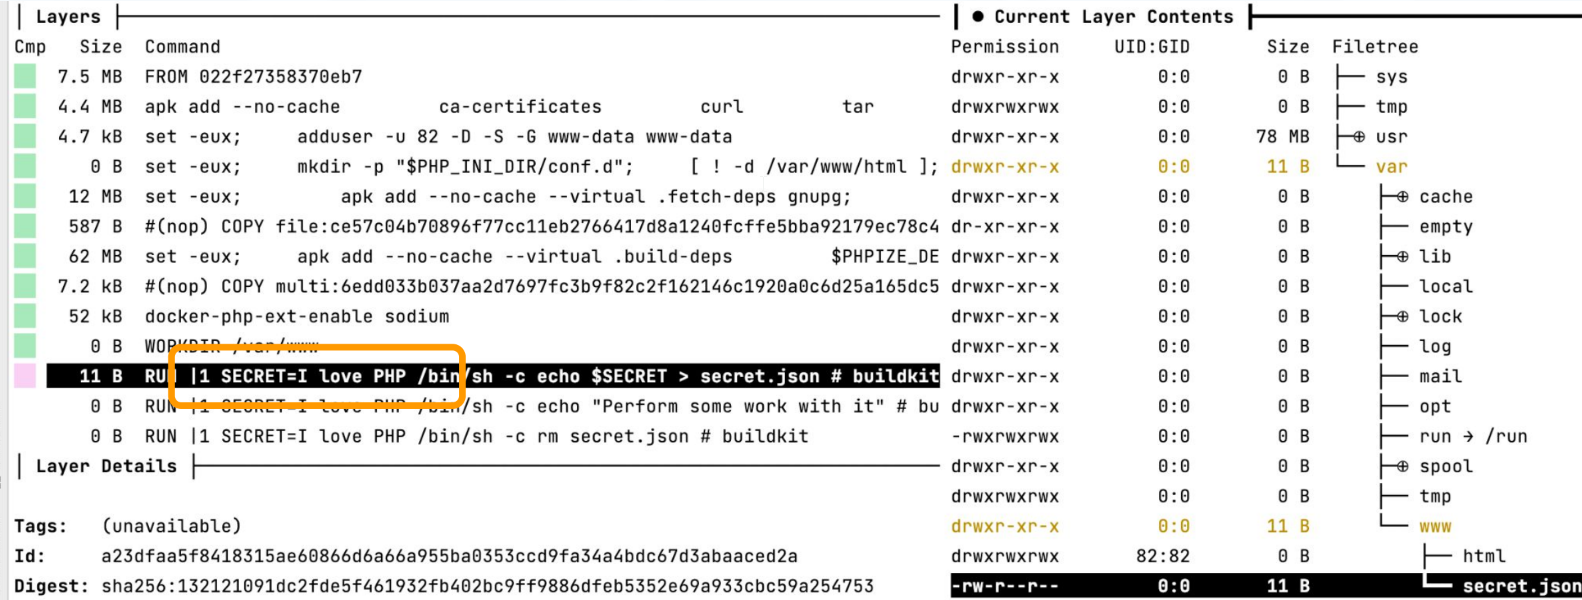 Layers
Cmp Size Command
7.5 MB FROM 022f27358370eb7
4.4 MB apk add --no-cache ca-certificates curl tar
4.7 kB set -eux; adduser -u 82 -D -S -G www-data www-data
0 B set -eux; mkdir -p "$PHP_INI_DIR/conf.d"; [ ! -d /var/www/html ];
12 MB set -eux; apk add --no-cache --virtual .fetch-deps gnupg;
587 B #(nop) COPY file:ce57c04b70896f77cc11eb2766417d8a1240fcffe5bba92179ec78c4
62 MB set -eux; apk add --no-cache --virtual .build-deps $PHPIZE_DE
7.2 kB #(nop) COPY multi:6edd033b037aa2d7697fc3b9f82c2f162146c1920a0c6d25a165dc5
52 kB docker-php-ext-enable sodium
0 B WORKDIR /var/www
11 B RUN |1 SECRET=I love PHP /bin/sh -c echo $SECRET > secret.json # buildkit
0 B RUN |1 SECRET=I love PHP /bin/sh -c echo "Perform some work with it" # bu
0 B RUN |1 SECRET=I love PHP /bin/sh -c rm secret.json # buildkit
Layer Details
Tags: (unavailable)
Id: a23dfaa5f8418315ae60866d6a66a955ba0353ccd9fa34a4bdc67d3abaaced2a
Digest: sha256:132121091dc2fde5f461932fb402bc9ff9886dfeb5352e69a933cbc59a254753
● Current Layer Contents
Permission UID:GID Size Filetree
drwxr-xr-x 0:0 0 B ├── sys
drwxrwxrwx 0:0 0 B ├── tmp
drwxr-xr-x 0:0 78 MB ├─⊕ usr
drwxr-xr-x 0:0 11 B └── var
drwxr-xr-x 0:0 0 B ├─⊕ cache
dr-xr-xr-x 0:0 0 B ├── empty
drwxr-xr-x 0:0 0 B ├─⊕ lib
drwxr-xr-x 0:0 0 B ├── local
drwxr-xr-x 0:0 0 B ├─⊕ lock
drwxr-xr-x 0:0 0 B ├── log
drwxr-xr-x 0:0 0 B ├── mail
drwxr-xr-x 0:0 0 B ├── opt
-rwxrwxrwx 0:0 0 B ├── run → /run
drwxr-xr-x 0:0 0 B ├─⊕ spool
drwxrwxrwx 0:0 0 B ├── tmp
drwxr-xr-x 0:0 11 B └── www
drwxrwxrwx 82:82 0 B ├── html
-rw-r--r-- 0:0 11 B └── secret.json